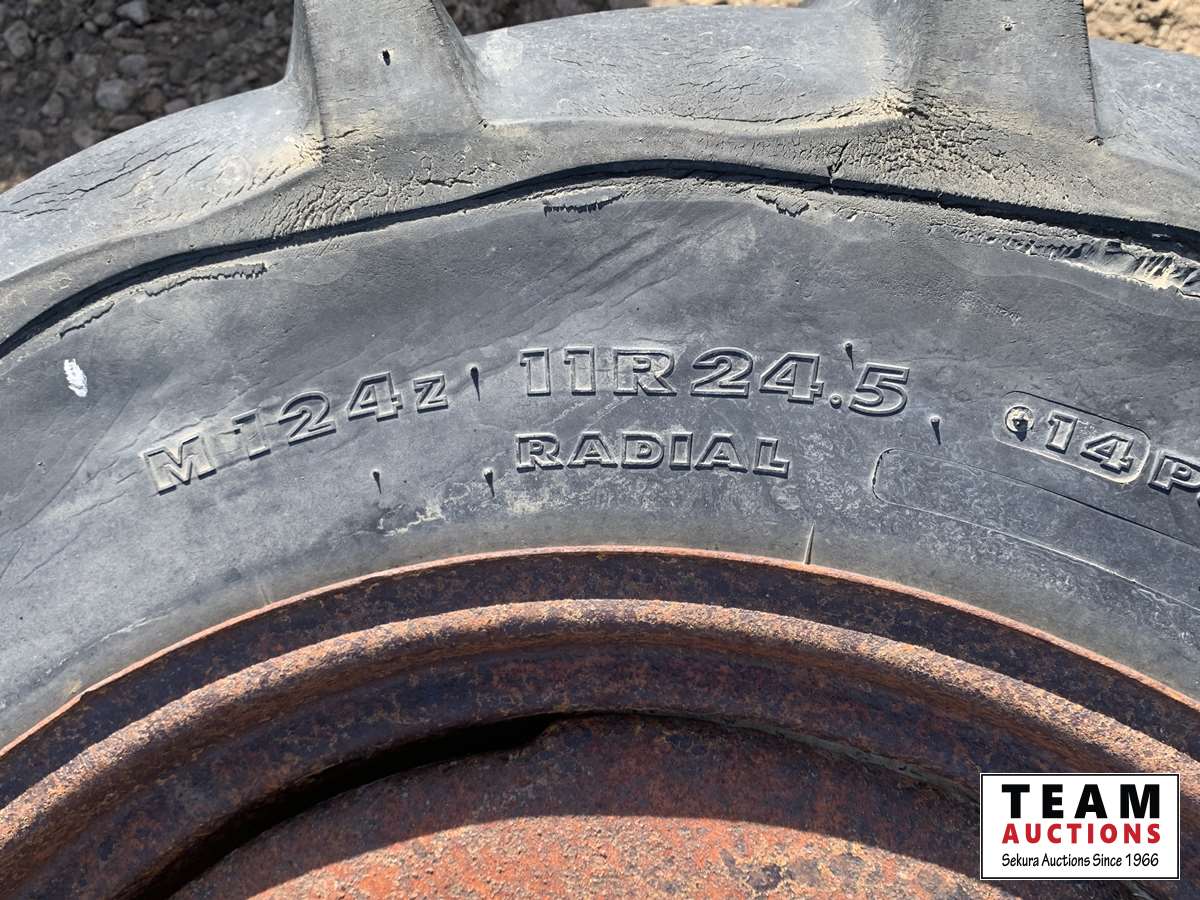 M124Z 11R24.5
RADIAL
14 P
TEAM
AUCTIONS
Sekura Auctions Since 1966